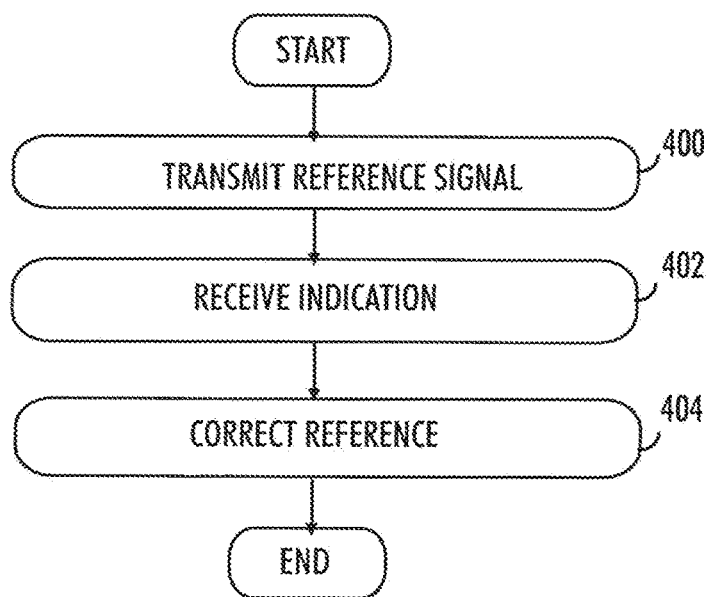 START
TRANSMIT REFERENCE SIGNAL
400
RECEIVE INDICATION
402
CORRECT REFERENCE
404
END